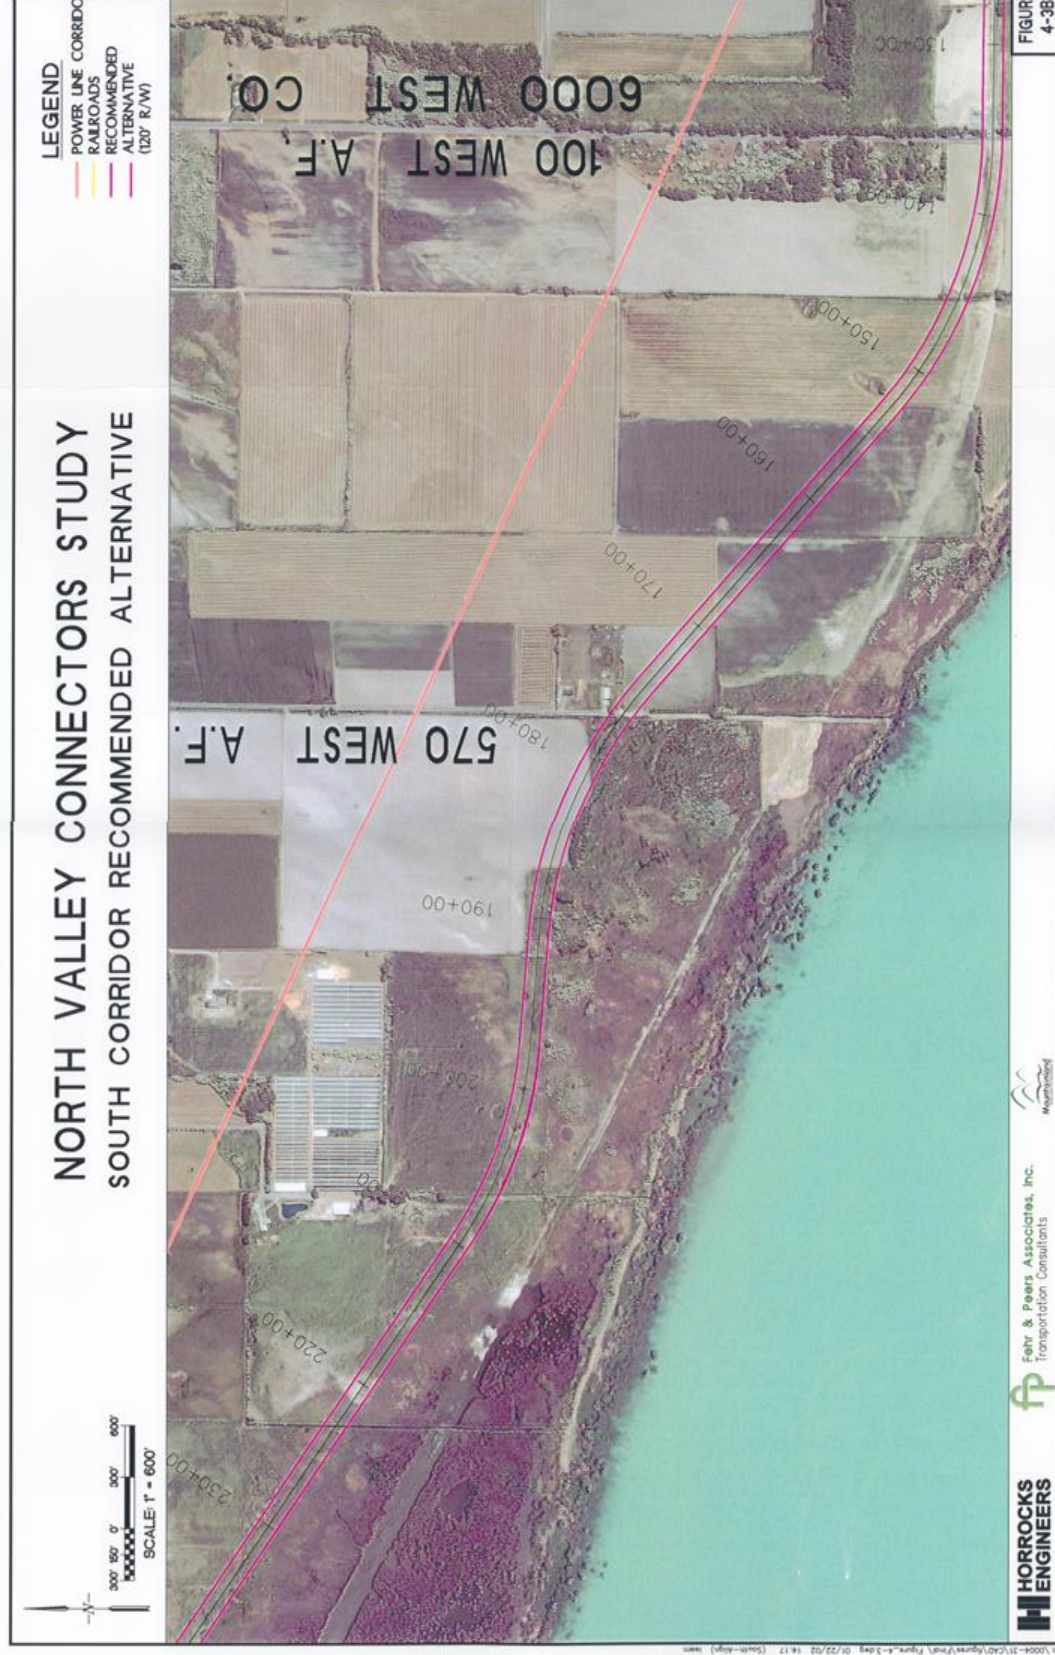 NORTH VALLEY CONNECTORS STUDY
SOUTH CORRIDOR RECOMMENDED ALTERNATIVE
LEGEND
POWER LINE CORRIDO
RAILROADS
RECOMMENDED
ALTERNATIVE
(120' R/W)
-N-
300' 150' 0' 300' 600'
SCALE: 1" = 600'
230+00
220+00
200+00
190+00
180+00
170+00
160+00
150+00
140+00
130+00
570 WEST A.F.
100 WEST A.F.
6000 WEST CO.
HORROCKS
ENGINEERS
fp Fehr & Peers Associates, Inc.
Transportation Consultants
Mountainland
FIGUR
4-3B